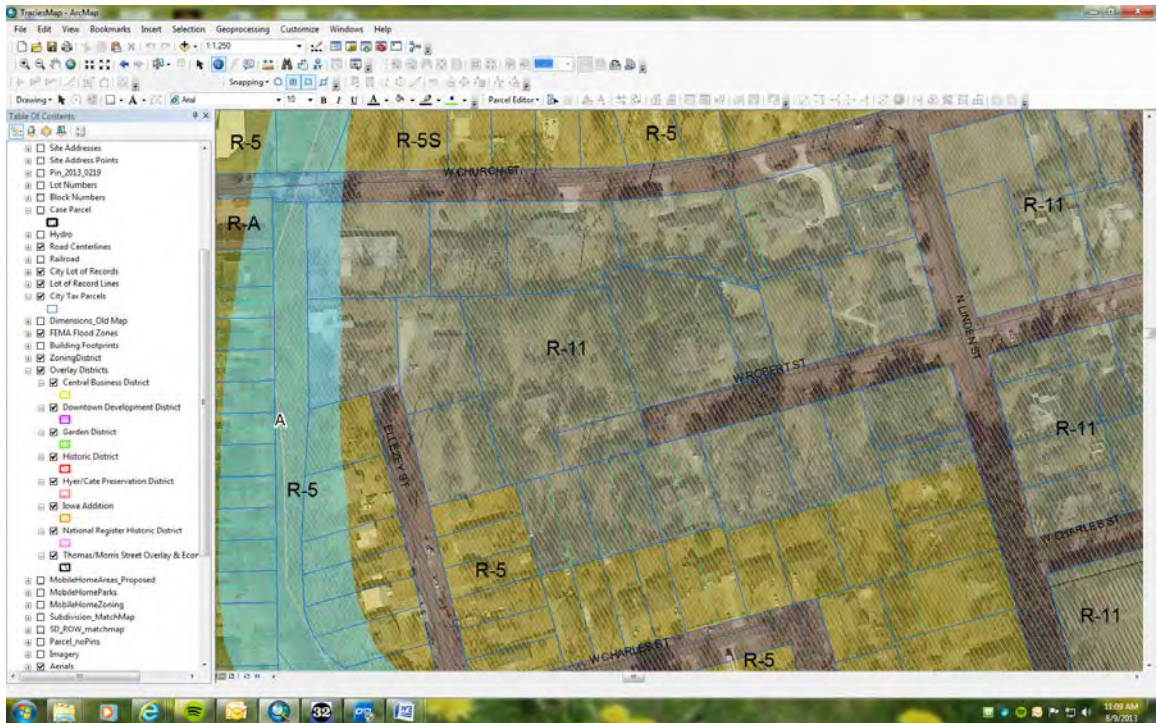 TraciesMap - ArcMap
File Edit View Bookmarks Insert Selection Geoprocessing Customize Windows Help
1:1,250
Snapping
Drawing Arial 10 B I U A Parcel Editor
Table Of Contents
Site Addresses
Site Address Points
Pin_2013_0219
Lot Numbers
Block Numbers
Case Parcel
Hydro
Road Centerlines
Railroad
City Lot of Records
Lot of Record Lines
City Tax Parcels
Dimensions_Old Map
FEMA Flood Zones
Building Footprints
ZoningDistrict
Overlay Districts
Central Business District
Downtown Development District
Garden District
Historic District
Hyer/Cate Preservation District
Iowa Addition
National Register Historic District
Thomas/Morris Street Overlay & Econ
MobileHomeAreas_Proposed
MobileHomeParks
MobileHomeZoning
Subdivision_MatchMap
SD_ROW_matchmap
Parcel_noPins
Imagery
Aerials
R-5
R-5S
R-5
W CHURCH ST.
R-A
R-11
N LINDEN ST
R-11
W ROBERT ST.
A
ELLEZEY ST
R-11
R-5
W CHARLES ST
R-5
R-11
W CHARLES ST
R-5
32
11:09 AM
8/9/2013